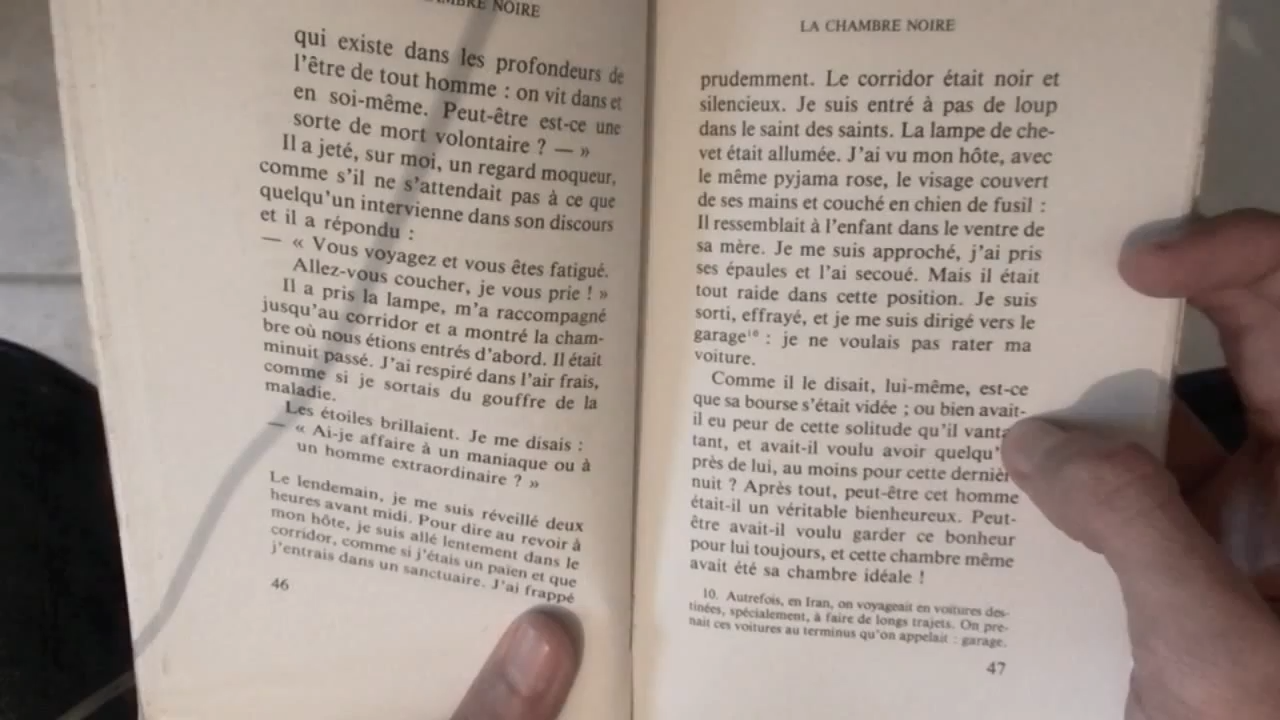 CHAMBRE NOIRE
qui existe dans les profondeurs de
l'être de tout homme : on vit dans et
en soi-même. Peut-être est-ce une
sorte de mort volontaire ? — »
Il a jeté, sur moi, un regard moqueur,
comme s'il ne s'attendait pas à ce que
quelqu'un intervienne dans son discours
et il a répondu :
— « Vous voyagez et vous êtes fatigué.
Allez-vous coucher, je vous prie ! »
Il a pris la lampe, m'a raccompagné
jusqu'au corridor et a montré la cham-
bre où nous étions entrés d'abord. Il était
minuit passé. J'ai respiré dans l'air frais,
comme si je sortais du gouffre de la
maladie.
Les étoiles brillaient. Je me disais :
— « Ai-je affaire à un maniaque ou à
un homme extraordinaire ? »
Le lendemain, je me suis réveillé deux
heures avant midi. Pour dire au revoir à
mon hôte, je suis allé lentement dans le
corridor, comme si j'étais un païen et que
j'entrais dans un sanctuaire. J'ai frappé
46
LA CHAMBRE NOIRE
prudemment. Le corridor était noir et
silencieux. Je suis entré à pas de loup
dans le saint des saints. La lampe de che-
vet était allumée. J'ai vu mon hôte, avec
le même pyjama rose, le visage couvert
de ses mains et couché en chien de fusil :
Il ressemblait à l'enfant dans le ventre de
sa mère. Je me suis approché, j'ai pris
ses épaules et l'ai secoué. Mais il était
tout raide dans cette position. Je suis
sorti, effrayé, et je me suis dirigé vers le
garage¹⁰ : je ne voulais pas rater ma
voiture.
Comme il le disait, lui-même, est-ce
que sa bourse s'était vidée ; ou bien avait-
il eu peur de cette solitude qu'il vanta
tant, et avait-il voulu avoir quelqu'
près de lui, au moins pour cette dernièr
nuit ? Après tout, peut-être cet homme
était-il un véritable bienheureux. Peut-
être avait-il voulu garder ce bonheur
pour lui toujours, et cette chambre même
avait été sa chambre idéale !
10. Autrefois, en Iran, on voyageait en voitures des-
tinées, spécialement, à faire de longs trajets. On pre-
nait ces voitures au terminus qu'on appelait : garage.
47